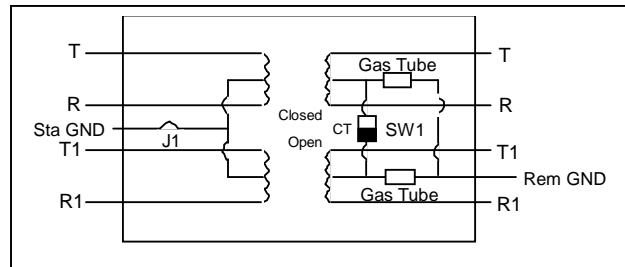 T
T
Gas Tube
R
R
Closed
Sta GND
CT
SW1
J1
Open
T1
T1
Rem GND
Gas Tube
R1
R1